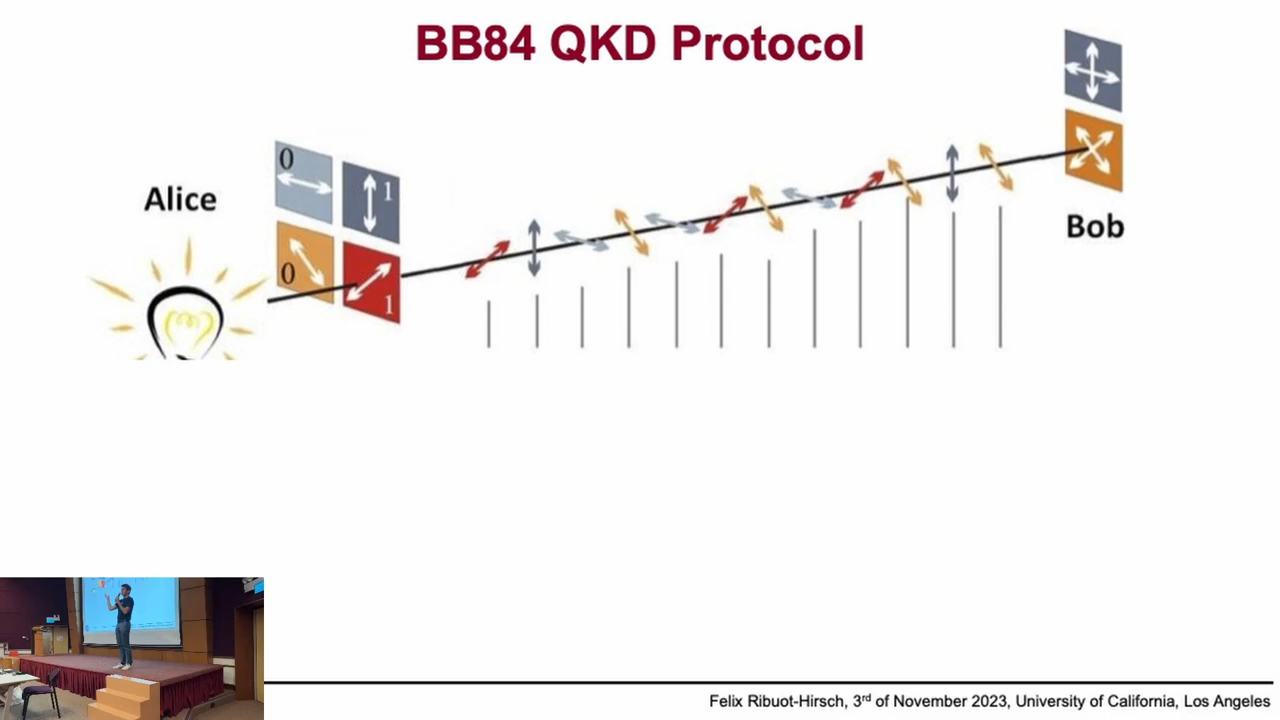 BB84 QKD Protocol
Alice
0
1
0
1
Bob
Felix Ribuot-Hirsch, 3rd of November 2023, University of California, Los Angeles